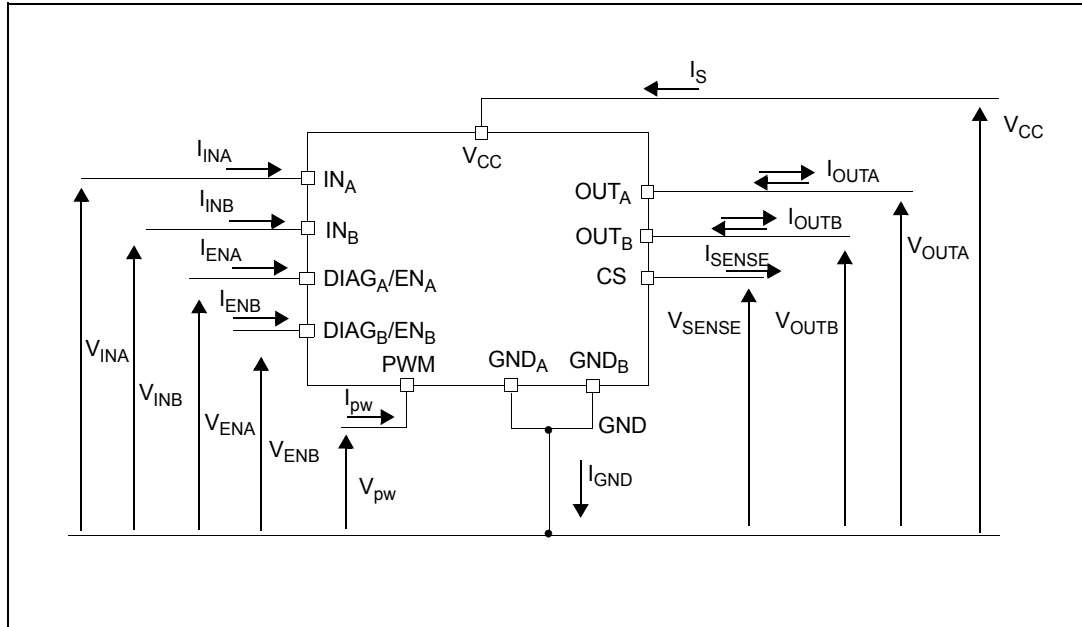 I_S
V_CC
V_CC
I_INA
IN_A
I_INB
IN_B
I_ENA
DIAG_A/EN_A
I_ENB
DIAG_B/EN_B
OUT_A
I_OUTA
OUT_B
I_OUTB
CS
I_SENSE
V_OUTA
V_SENSE
V_OUTB
PWM
GND_A
GND_B
V_INA
V_INB
V_ENA
V_ENB
I_pw
V_pw
GND
I_GND